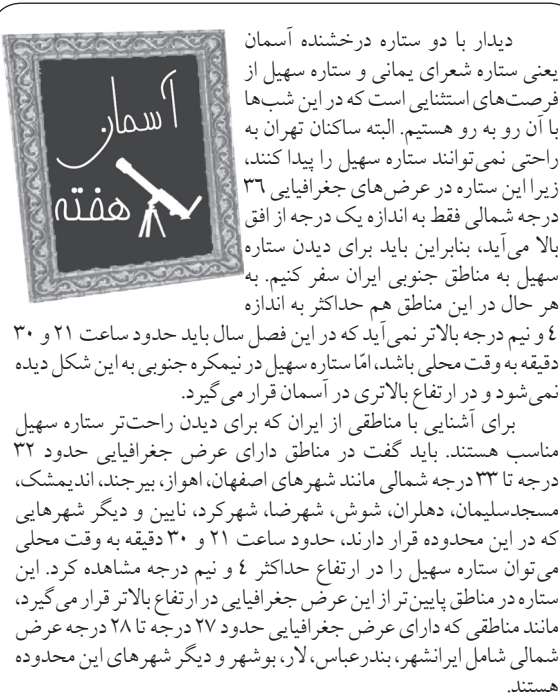 دیدار با دو ستاره درخشنده آسمان
یعنی ستاره شعرای یمانی و ستاره سهیل از
فرصت‌های استثنایی است که در این شب‌ها
با آن رو به رو هستیم. البته ساکنان تهران به
راحتی نمی‌توانند ستاره سهیل را پیدا کنند،
زیرا این ستاره در عرض‌های جغرافیایی ۳۶
درجه شمالی فقط به اندازه یک درجه از افق
بالا می‌آید، بنابراین باید برای دیدن ستاره
سهیل به مناطق جنوبی ایران سفر کنیم. به
هر حال در این مناطق هم حداکثر به اندازه
۴ و نیم درجه بالاتر نمی‌آید که در این فصل سال باید حدود ساعت ۲۱ و ۳۰
دقیقه به وقت محلی باشد، امّا ستاره سهیل در نیمکره جنوبی به این شکل دیده
نمی‌شود و در ارتفاع بالاتری در آسمان قرار می‌گیرد.
برای آشنایی با مناطقی از ایران که برای دیدن راحت‌تر ستاره سهیل
مناسب هستند. باید گفت در مناطق دارای عرض جغرافیایی حدود ۳۲
درجه تا ۳۳ درجه شمالی مانند شهرهای اصفهان، اهواز، بیرجند، اندیمشک،
مسجدسلیمان، دهلران، شوش، شهرضا، شهرکرد، نایین و دیگر شهرهایی
که در این محدوده قرار دارند، حدود ساعت ۲۱ و ۳۰ دقیقه به وقت محلی
می‌توان ستاره سهیل را در ارتفاع حداکثر ۴ و نیم درجه مشاهده کرد. این
ستاره در مناطق پایین‌تر از این عرض جغرافیایی در ارتفاع بالاتر قرار می‌گیرد،
مانند مناطقی که دارای عرض جغرافیایی حدود ۲۷ درجه تا ۲۸ درجه عرض
شمالی شامل ایرانشهر، بندرعباس، لار، بوشهر و دیگر شهرهای این محدوده
هستند.
آسمان
هفته